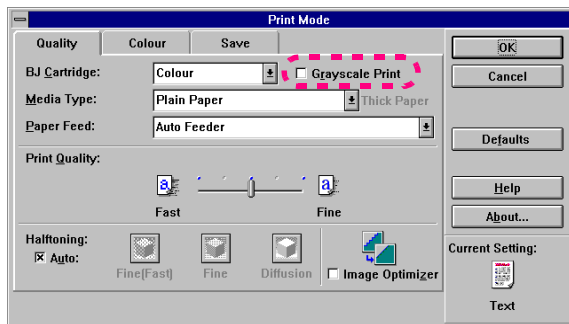 Print Mode
Quality Colour Save
OK
BJ Cartridge: Colour Grayscale Print
Cancel
Media Type: Plain Paper Thick Paper
Paper Feed: Auto Feeder
Defaults
Print Quality:
a a
Fast Fine
Help
About...
Halftoning:
Auto:
Fine(Fast) Fine Diffusion Image Optimizer
Current Setting:
Text